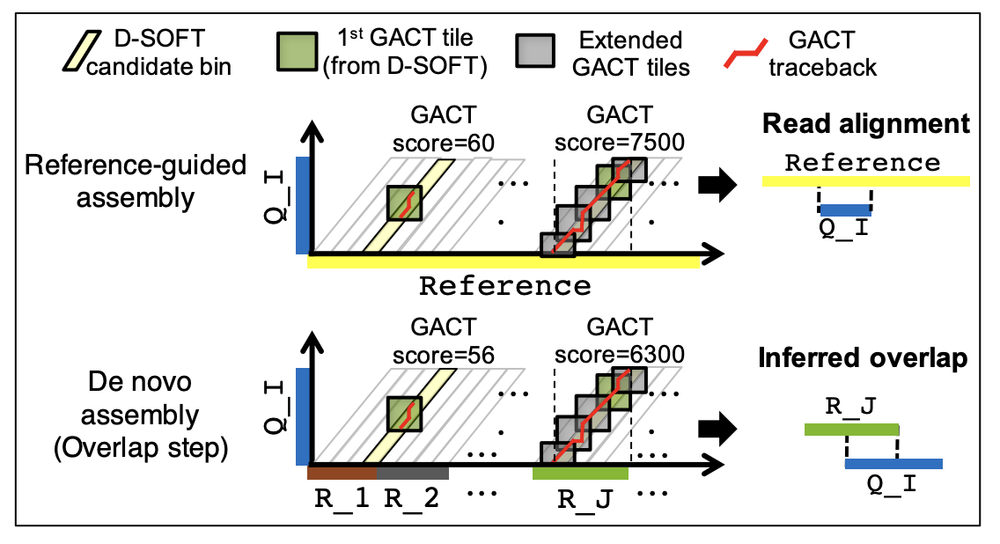 D-SOFT
candidate bin
1st GACT tile
(from D-SOFT)
Extended
GACT tiles
GACT
traceback
Reference-guided
assembly
Q_I
GACT
score=60
...
.
GACT
score=7500
...
.
Reference
Read alignment
Reference
Q_I
De novo
assembly
(Overlap step)
Q_I
GACT
score=56
...
.
...
GACT
score=6300
...
.
...
R_1
R_2
...
R_J
...
Inferred overlap
R_J
Q_I